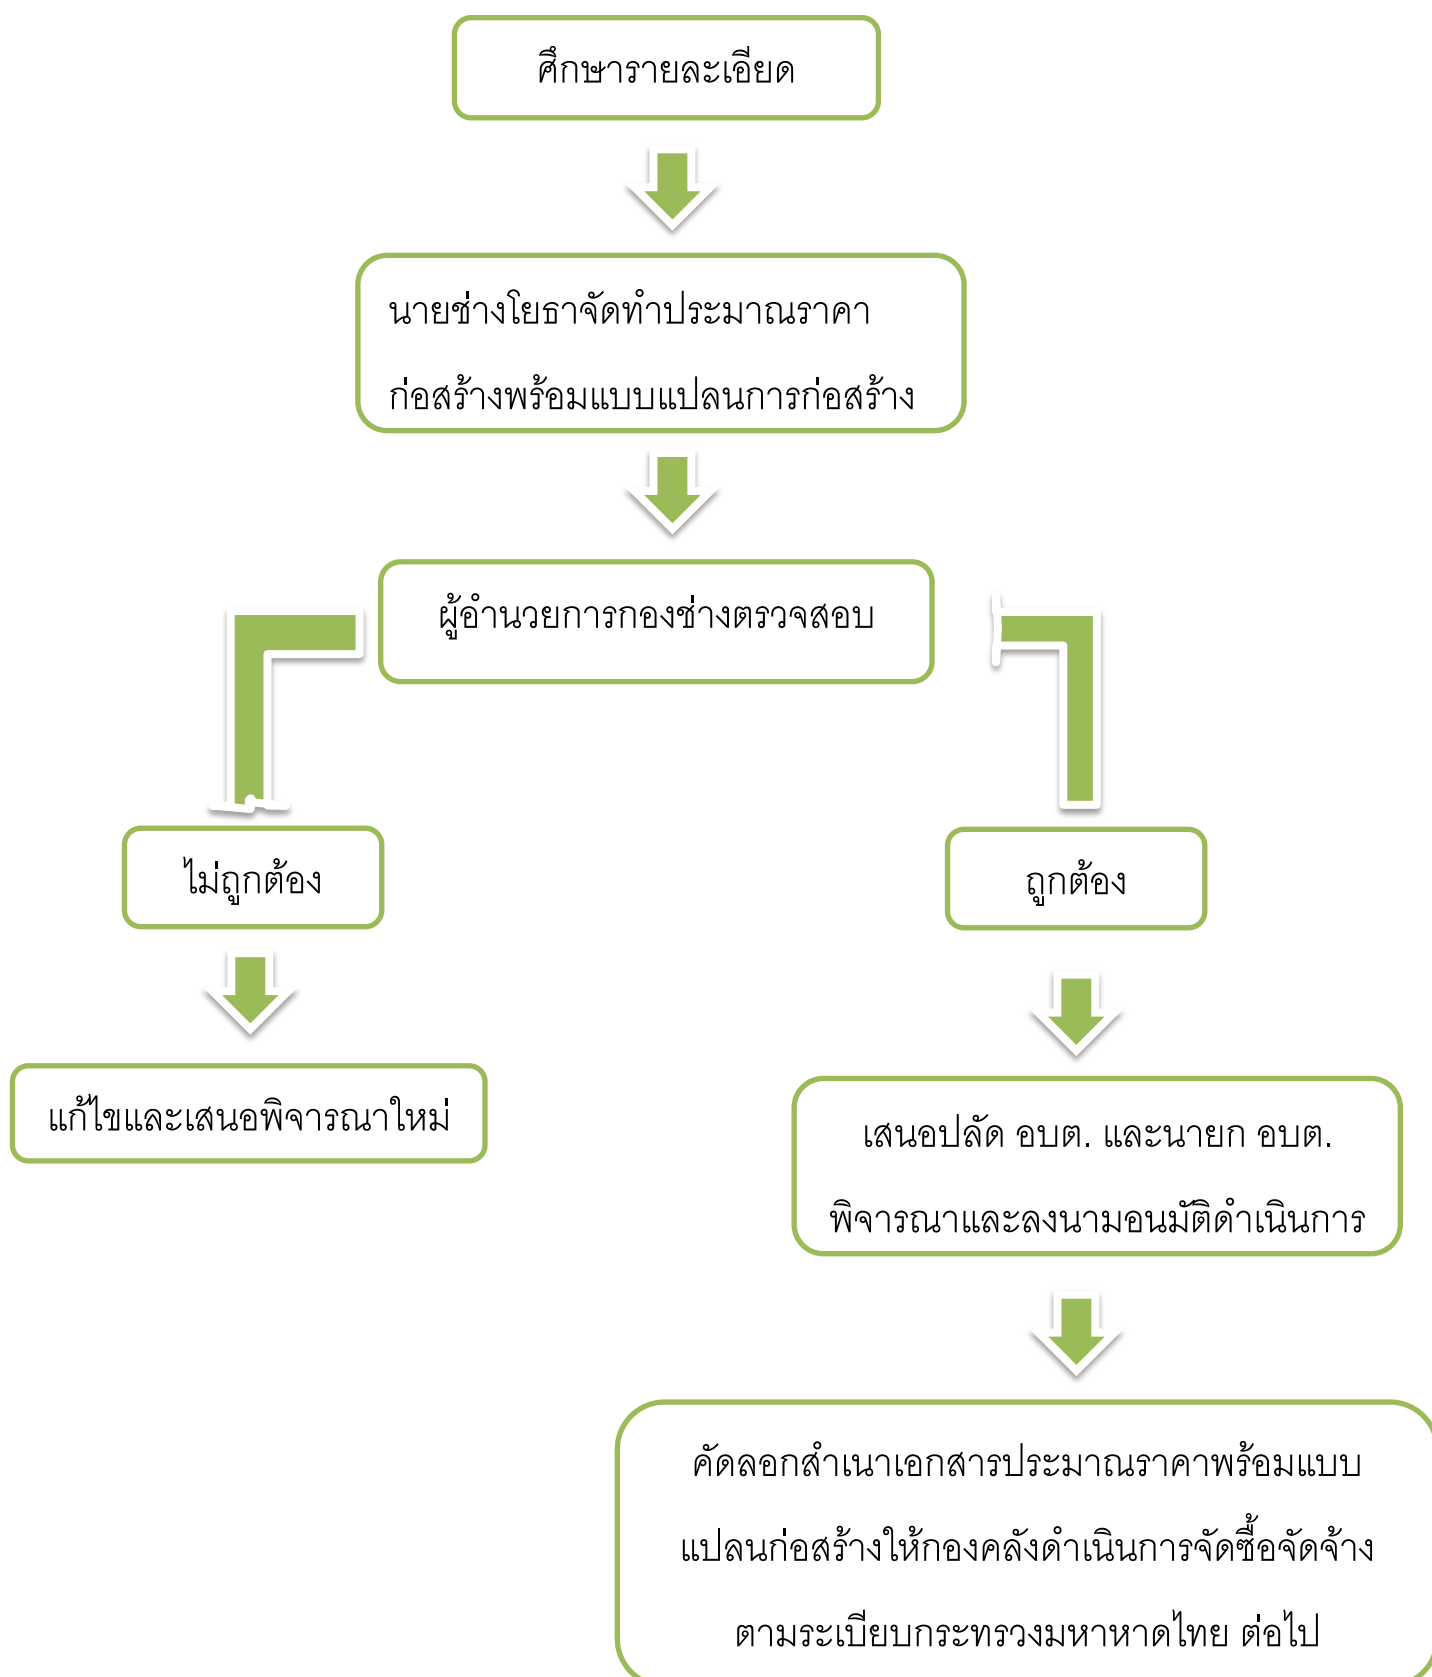 ศึกษารายละเอียด
นายช่างโยธาจัดทำประมาณราคา
ก่อสร้างพร้อมแบบแปลนการก่อสร้าง
ผู้อำนวยการกองช่างตรวจสอบ
ไม่ถูกต้อง
ถูกต้อง
แก้ไขและเสนอพิจารณาใหม่
เสนอปลัด อบต. และนายก อบต.
พิจารณาและลงนามอนมัติดำเนินการ
คัดลอกสำเนาเอกสารประมาณราคาพร้อมแบบ
แปลนก่อสร้างให้กองคลังดำเนินการจัดซื้อจัดจ้าง
ตามระเบียบกระทรวงมหาหาดไทย ต่อไป